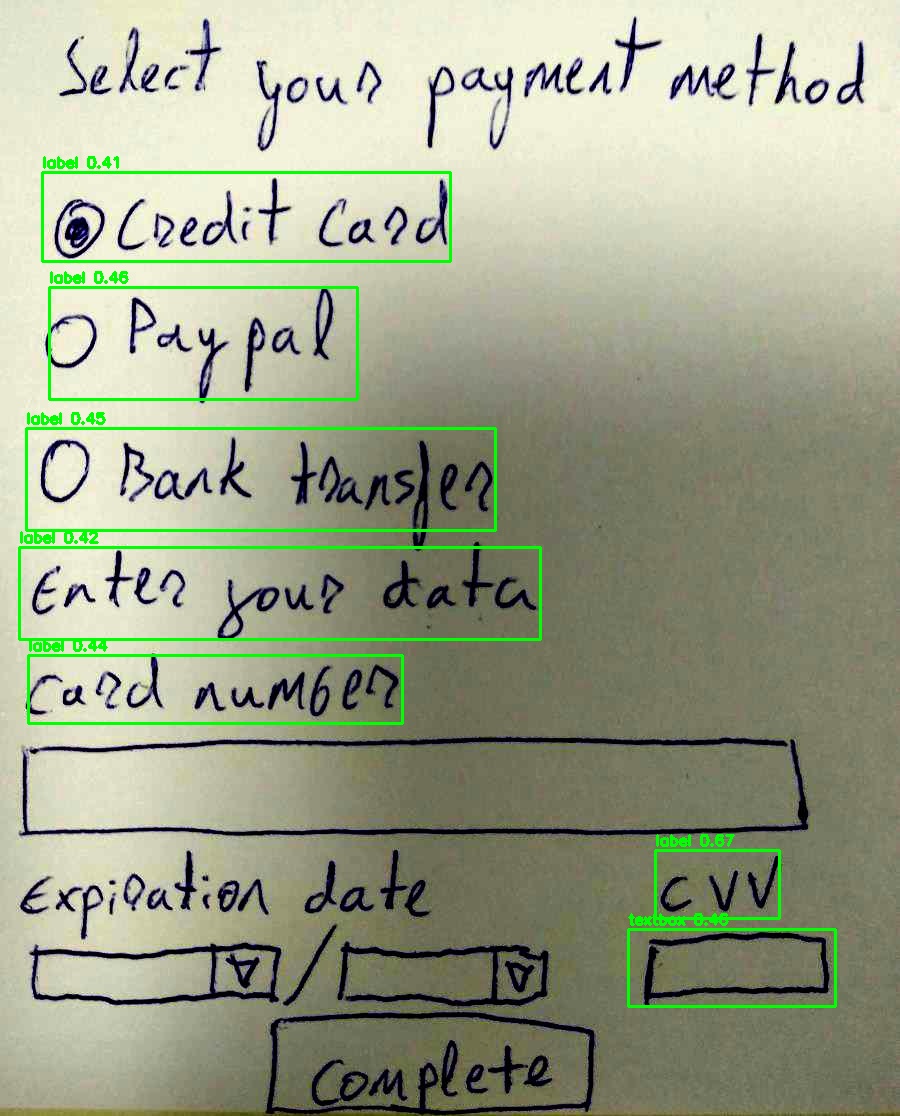 Select your payment method
label 0.41
Credit Card
label 0.46
Paypal
label 0.45
Bank transfer
label 0.42
Enter your data
label 0.44
Card number
label 0.67
Expiration date CVV
textbox 0.46
/
Complete